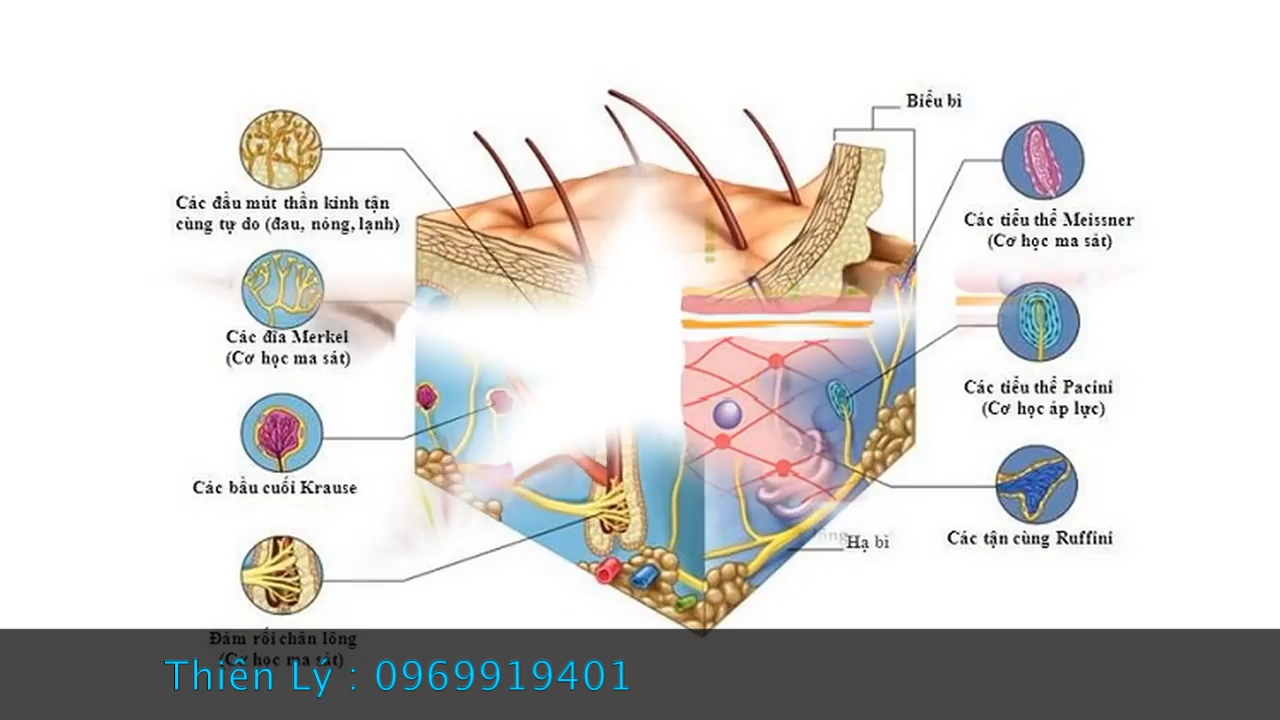 Biểu bì
Các đầu mút thần kinh tận
cùng tự do (đau, nóng, lạnh)
Các tiểu thể Meissner
(Cơ học ma sát)
Các đĩa Merkel
(Cơ học ma sát)
Các tiểu thể Pacini
(Cơ học áp lực)
Các bầu cuối Krause
Các tận cùng Ruffini
Hạ bì
Đám rối chân lông
(Cơ học ma sát)
Thiên Lý : 0969919401